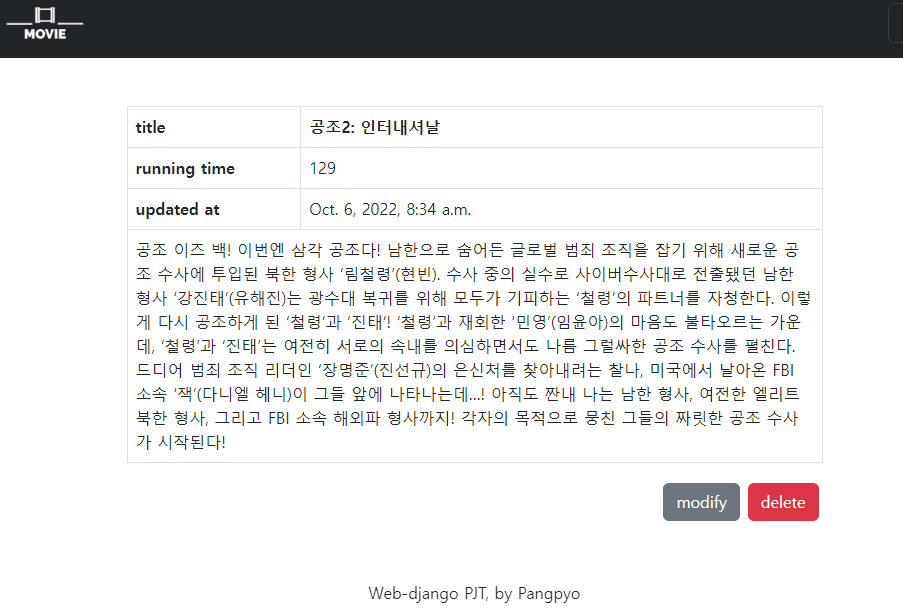 MOVIE
title
공조2: 인터내셔날
running time
129
updated at
Oct. 6, 2022, 8:34 a.m.
공조 이즈 백! 이번엔 삼각 공조다! 남한으로 숨어든 글로벌 범죄 조직을 잡기 위해 새로운 공
조 수사에 투입된 북한 형사 ‘림철령’(현빈). 수사 중의 실수로 사이버수사대로 전출됐던 남한
형사 ‘강진태’(유해진)는 광수대 복귀를 위해 모두가 기피하는 ‘철령’의 파트너를 자청한다. 이렇
게 다시 공조하게 된 ‘철령’과 ‘진태’! ‘철령’과 재회한 ‘민영’(임윤아)의 마음도 불타오르는 가운
데, ‘철령’과 ‘진태’는 여전히 서로의 속내를 의심하면서도 나름 그럴싸한 공조 수사를 펼친다.
드디어 범죄 조직 리더인 ‘장명준’(진선규)의 은신처를 찾아내려는 찰나, 미국에서 날아온 FBI
소속 ‘잭’(다니엘 헤니)이 그들 앞에 나타나는데…! 아직도 짠내 나는 남한 형사, 여전한 엘리트
북한 형사, 그리고 FBI 소속 해외파 형사까지! 각자의 목적으로 뭉친 그들의 짜릿한 공조 수사
가 시작된다!
modify
delete
Web-django PJT, by Pangpyo